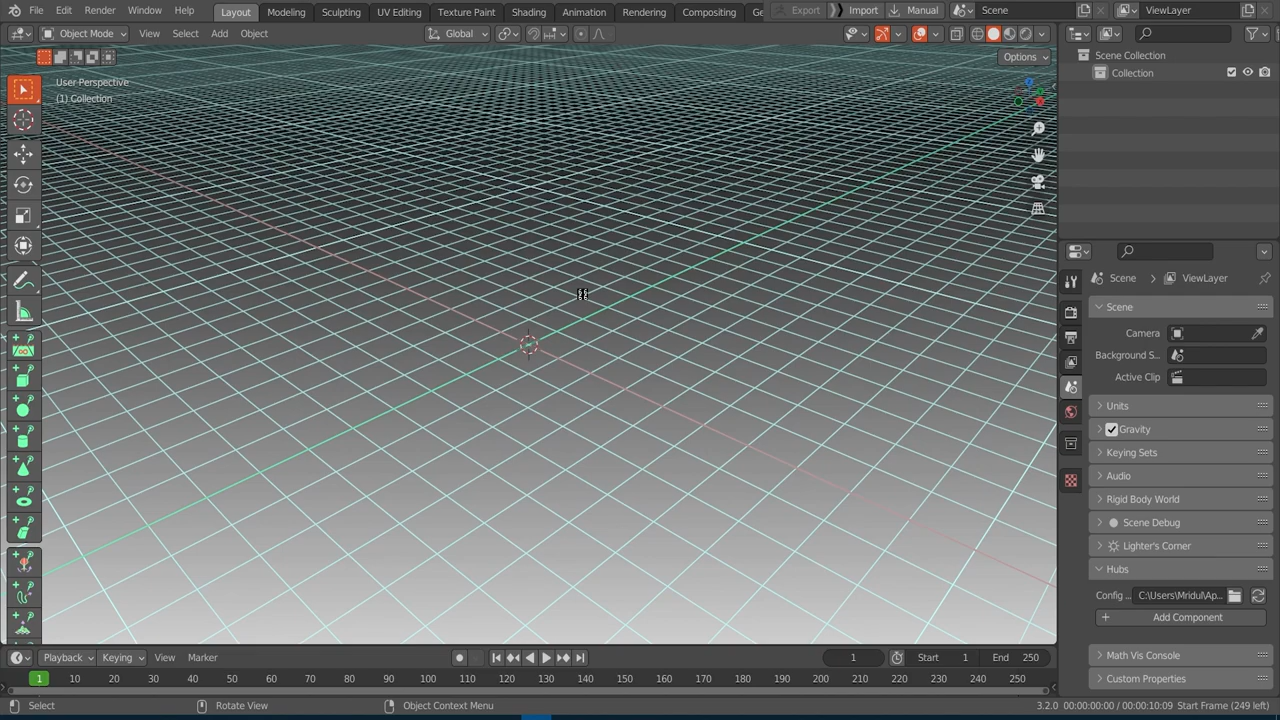 File Edit Render Window Help Layout Modeling Sculpting UV Editing Texture Paint Shading Animation Rendering Compositing Export Import Manual Scene ViewLayer
Object Mode View Select Add Object Global
Options
User Perspective
(1) Collection
Scene Collection
Collection
Scene ViewLayer
Scene
Camera
Background S...
Active Clip
Units
Gravity
Keying Sets
Audio
Rigid Body World
Scene Debug
Lighter's Corner
Hubs
Config ... C:\Users\Mridul\Ap...
Add Component
Math Vis Console
Custom Properties
Playback Keying View Marker 1 Start 1 End 250
1 10 20 30 40 50 60 70 80 90 100 110 120 130 140 150 160 170 180 190 200 210 220 230 240 250
Select Rotate View Object Context Menu 3.2.0 00:00:00:00 / 00:00:10:09 Start Frame (249 left)